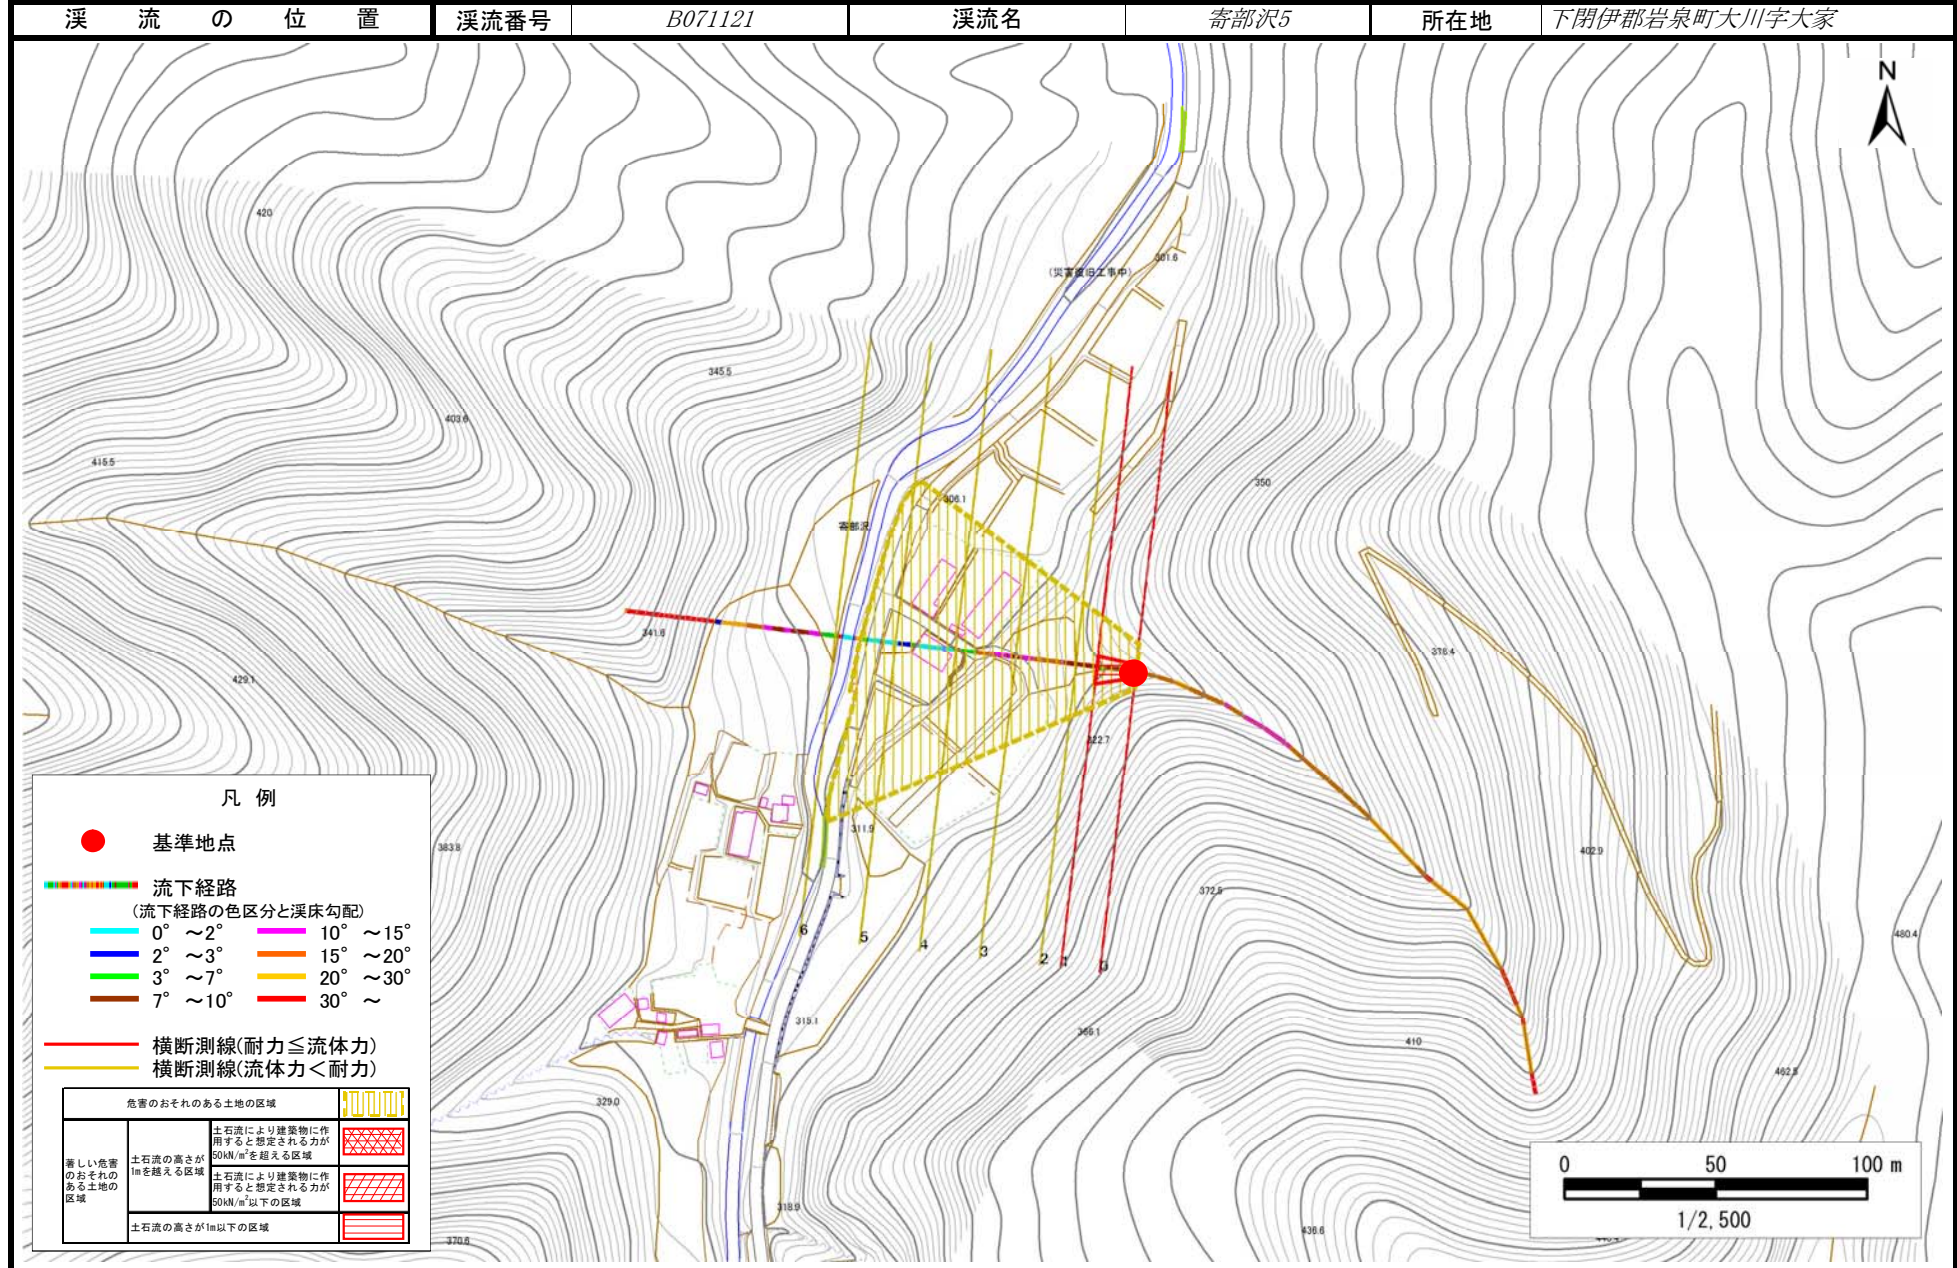 渓流の位置 渓流番号 B071121 渓流名 寄部沢5 所在地 下閉伊郡岩泉町大川字大家
N
420
(災害復旧工事中)
301.6
345.5
403.6
415.5
350
306.1
寄部沢
341.6
378.4
429.1
322.7
311.9
383.8
402.9
372.6
480.4
6
5
4
3
2
1
0
315.1
366.1
410
462.5
329.0
318.9
436.6
370.6
凡例
基準地点
流下経路
(流下経路の色区分と渓床勾配)
0° ～2° 10° ～15°
2° ～3° 15° ～20°
3° ～7° 20° ～30°
7° ～10° 30° ～
横断測線(耐力≦流体力)
横断測線(流体力＜耐力)
危害のおそれのある土地の区域
著しい危害
のおそれの
ある土地の
区域
土石流の高さが
1mを越える区域
土石流により建築物に作
用すると想定される力が
50kN/m²を超える区域
土石流により建築物に作
用すると想定される力が
50kN/m²以下の区域
土石流の高さが1m以下の区域
0 50 100 m
1/2,500